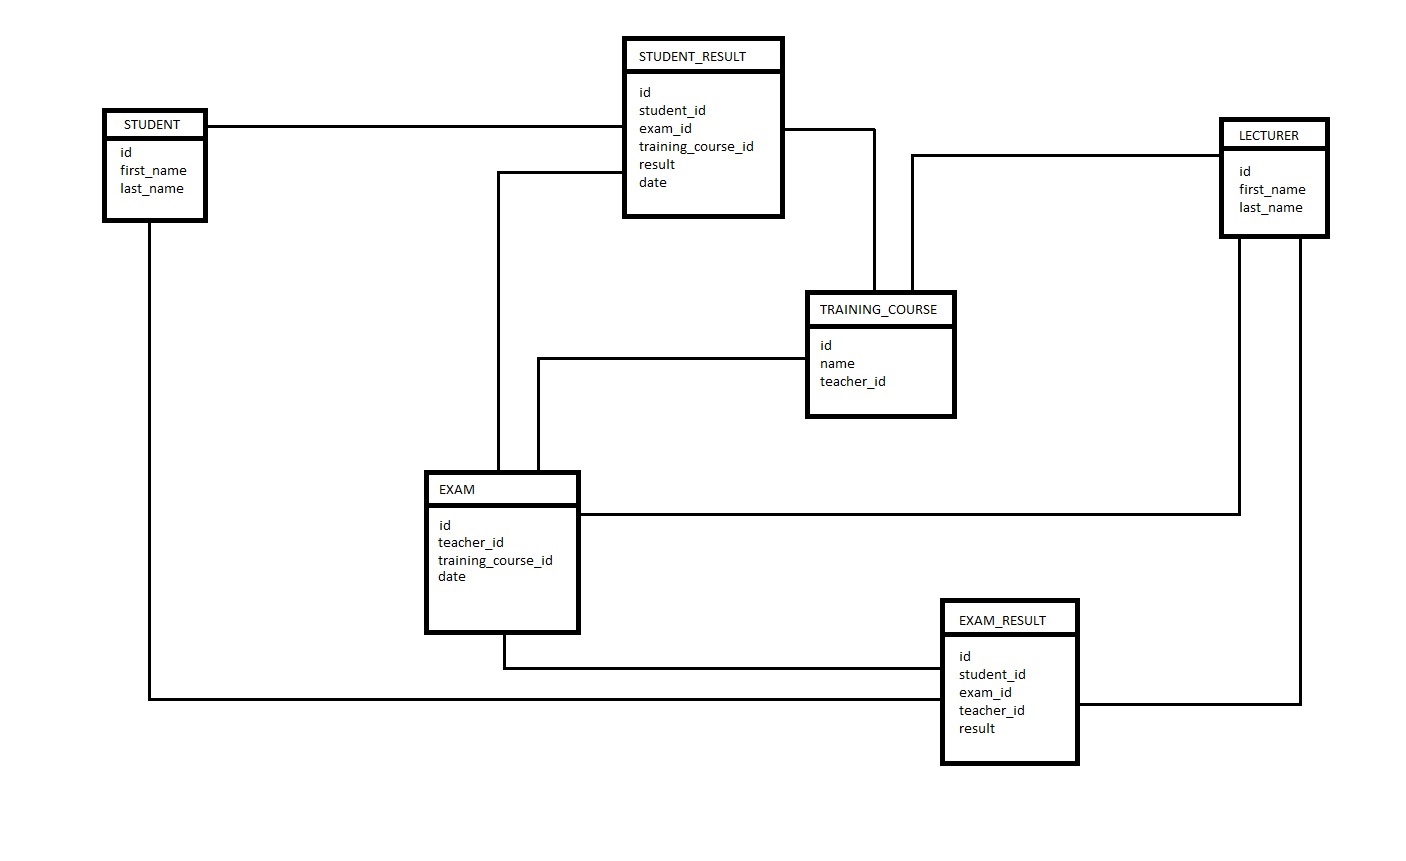 STUDENT_RESULT
id
student_id
exam_id
training_course_id
result
date
STUDENT
id
first_name
last_name
LECTURER
id
first_name
last_name
TRAINING_COURSE
id
name
teacher_id
EXAM
id
teacher_id
training_course_id
date
EXAM_RESULT
id
student_id
exam_id
teacher_id
result